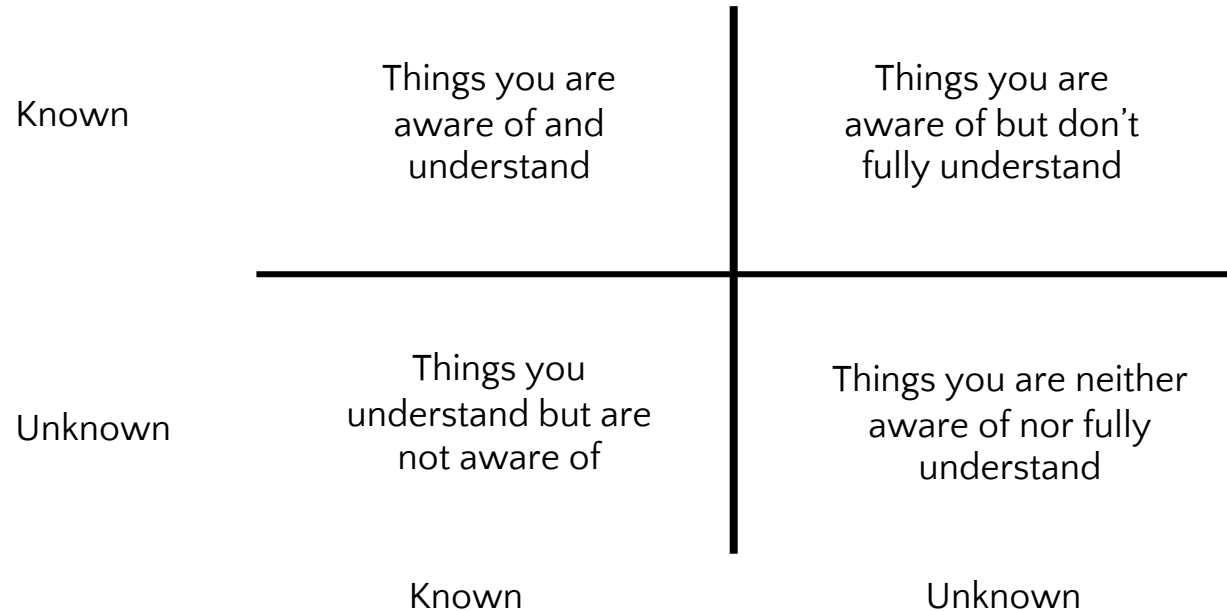 Known
Things you are
aware of and
understand
Things you are
aware of but don’t
fully understand
Unknown
Things you
understand but are
not aware of
Things you are neither
aware of nor fully
understand
Known
Unknown